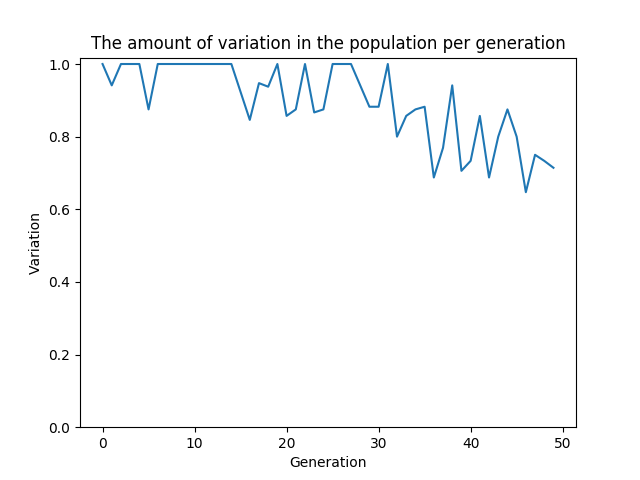 The amount of variation in the population per generation
1.0
0.8
0.6
0.4
0.2
0.0
Variation
0 10 20 30 40 50
Generation